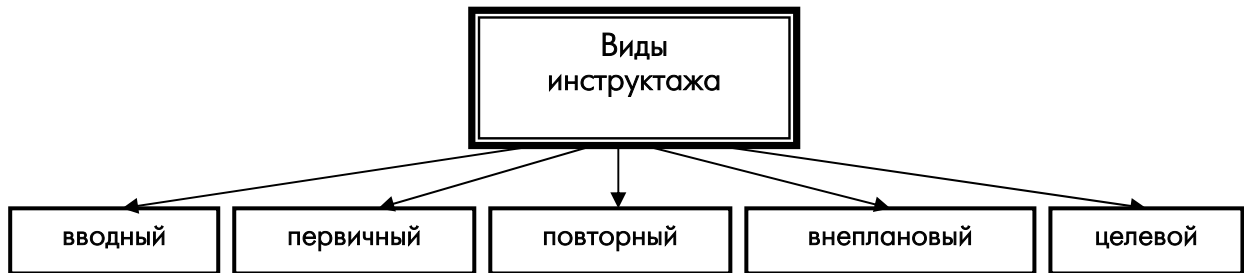 Виды
инструктажа
вводный
первичный
повторный
внеплановый
целевой